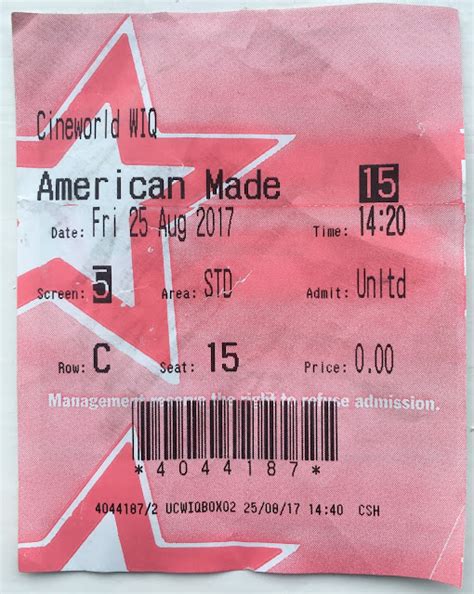 Cineworld WIQ
American Made 15
Date: Fri 25 Aug 2017 Time: 14:20
Screen: 5 Area: STD Admit: Unltd
Row: C Seat: 15 Price: 0.00
Management reserve the right to refuse admission.
*4044187*
4044187/2 UCWIQBOX02 25/08/17 14:40 CSH